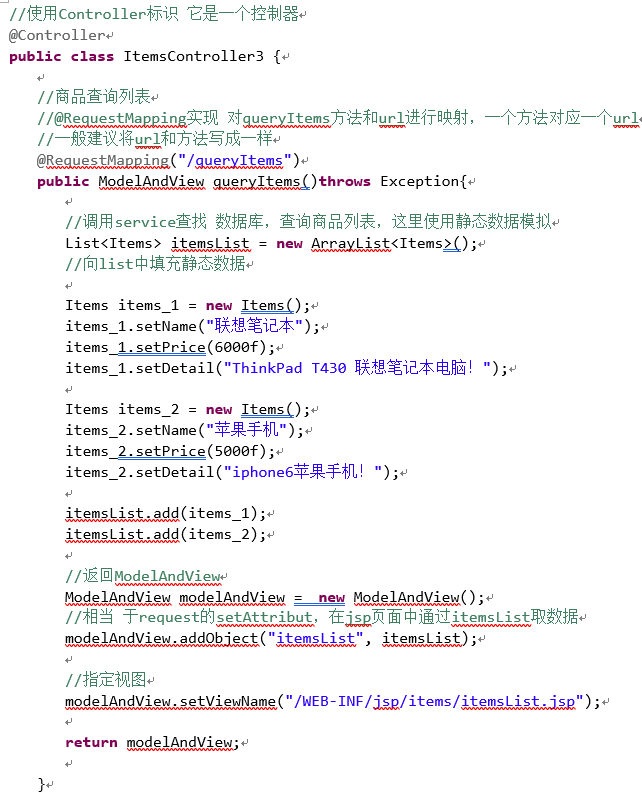 //使用Controller标识 它是一个控制器
@Controller
public class ItemsController3 {
//商品查询列表
//@RequestMapping实现 对queryItems方法和url进行映射，一个方法对应一个url
//一般建议将url和方法写成一样
@RequestMapping("/queryItems")
public ModelAndView queryItems()throws Exception{
//调用service查找 数据库，查询商品列表，这里使用静态数据模拟
List<Items> itemsList = new ArrayList<Items>();
//向list中填充静态数据
Items items_1 = new Items();
items_1.setName("联想笔记本");
items_1.setPrice(6000f);
items_1.setDetail("ThinkPad T430 联想笔记本电脑！");
Items items_2 = new Items();
items_2.setName("苹果手机");
items_2.setPrice(5000f);
items_2.setDetail("iphone6苹果手机！");
itemsList.add(items_1);
itemsList.add(items_2);
//返回ModelAndView
ModelAndView modelAndView =  new ModelAndView();
//相当 于request的setAttribut，在jsp页面中通过itemsList取数据
modelAndView.addObject("itemsList", itemsList);
//指定视图
modelAndView.setViewName("/WEB-INF/jsp/items/itemsList.jsp");
return modelAndView;
}